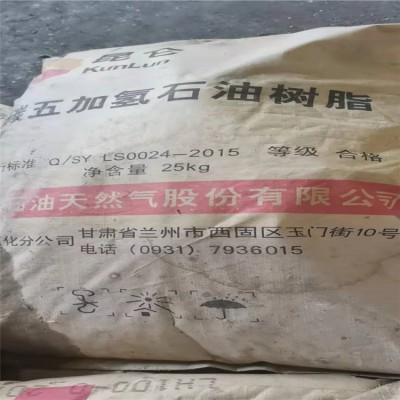 昆仑
KunLun
碳五加氢石油树脂
行标准 Q/SY LS0024-2015 等级 合格
净含量 25kg
油天然气股份有限公司
化分公司 甘肃省兰州市西固区玉门街10号
电话 (0931) 7936015
LH100-